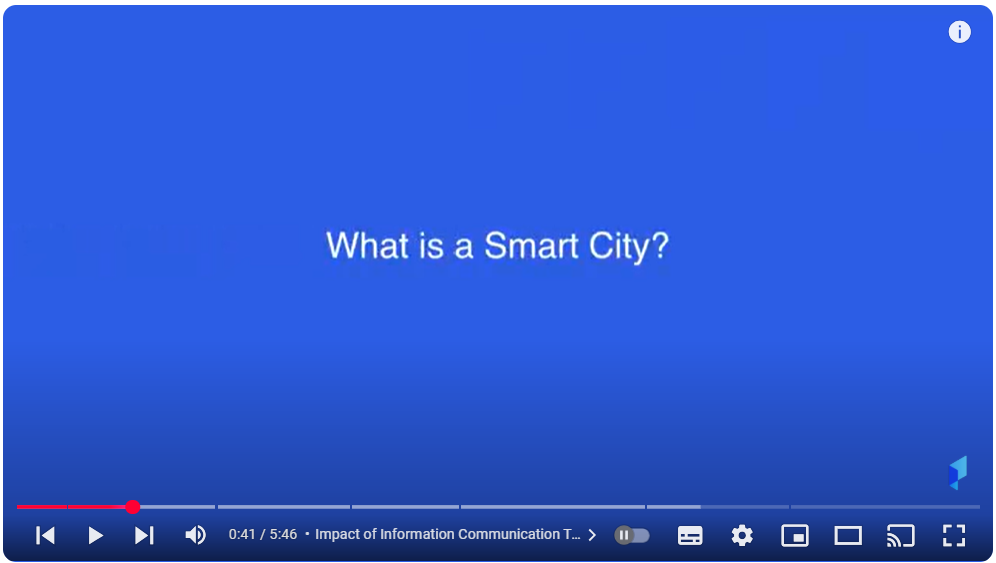 What is a Smart City?
0:41 / 5:46 • Impact of Information Communication T...